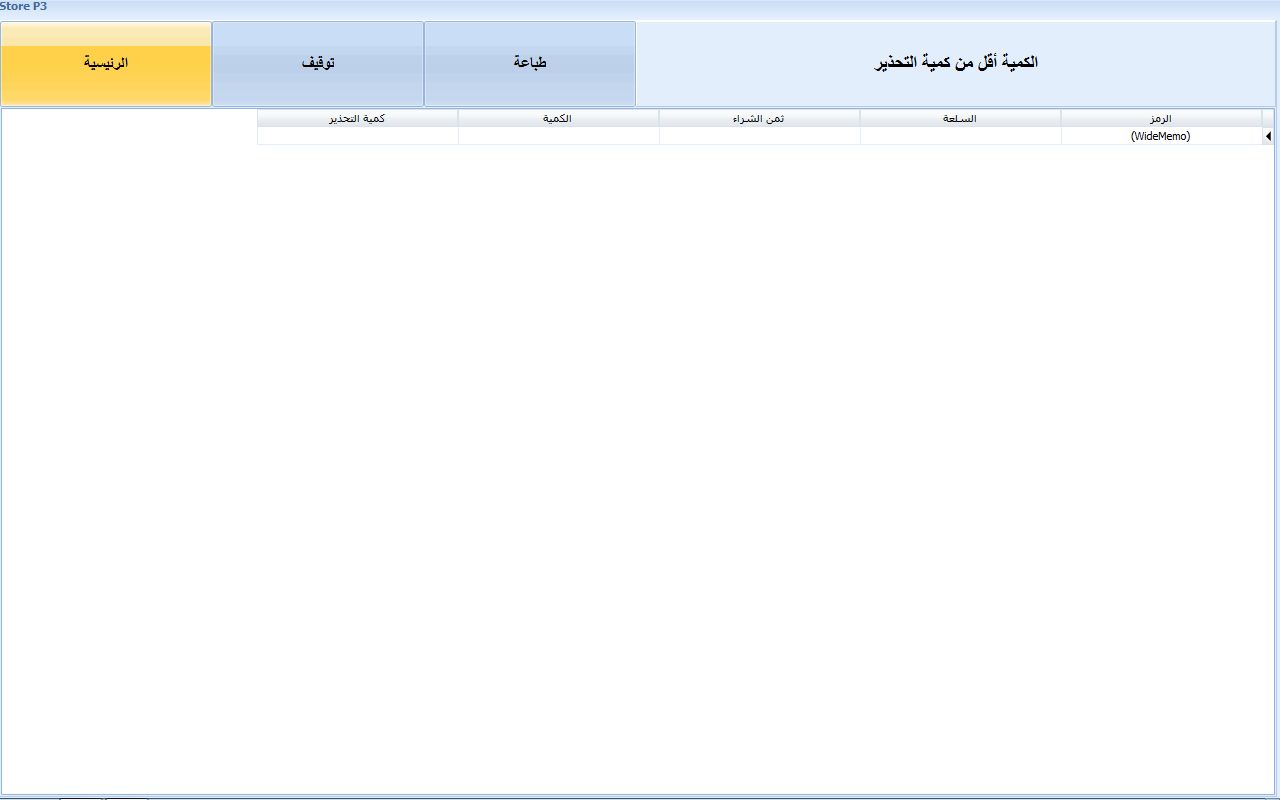 Store P3
الكمية أقل من كمية التحذير
طباعة
توقيف
الرئيسية
الرمز
السلعة
ثمن الشراء
الكمية
كمية التحذير
(WideMemo)